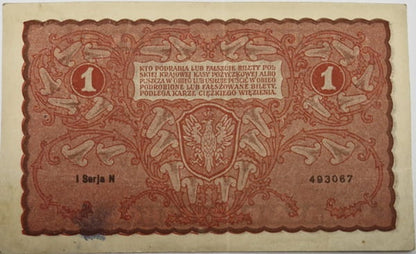 KTO PODRABIA LUB FAŁSZUJE BILETY POL-
SKIEJ KRAJOWEJ KASY POŻYCZKOWEJ ALBO
PUSZCZA W OBIEG LUB USIŁUJE PUŚCIĆ W OBIEG
PODROBIONE LUB FAŁSZOWANE BILETY,
PODLEGA KARZE CIĘŻKIEGO WIĘZIENIA.
1 1
I Serja N 493067